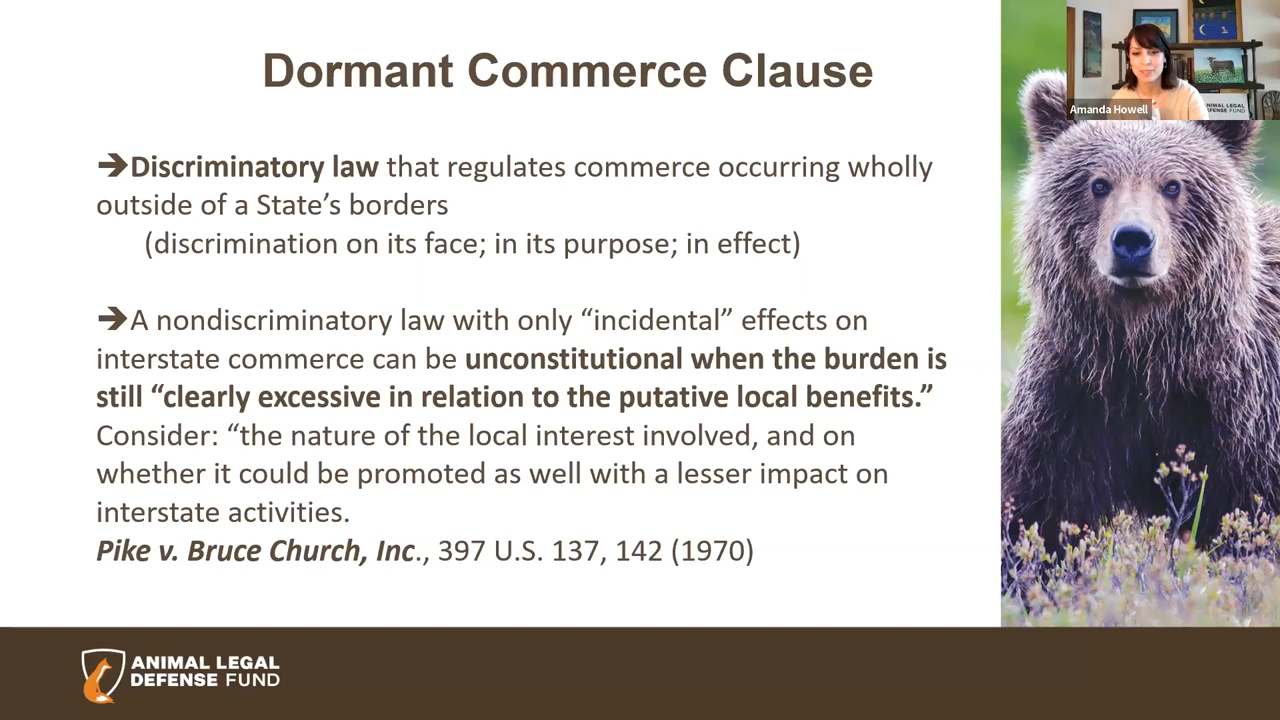 Dormant Commerce Clause
Amanda Howell
ANIMAL LEGAL
DEFENSE FUND
➔Discriminatory law that regulates commerce occurring wholly
outside of a State’s borders
(discrimination on its face; in its purpose; in effect)
➔A nondiscriminatory law with only “incidental” effects on
interstate commerce can be unconstitutional when the burden is
still “clearly excessive in relation to the putative local benefits.”
Consider: “the nature of the local interest involved, and on
whether it could be promoted as well with a lesser impact on
interstate activities.
Pike v. Bruce Church, Inc., 397 U.S. 137, 142 (1970)
ANIMAL LEGAL
DEFENSE FUND